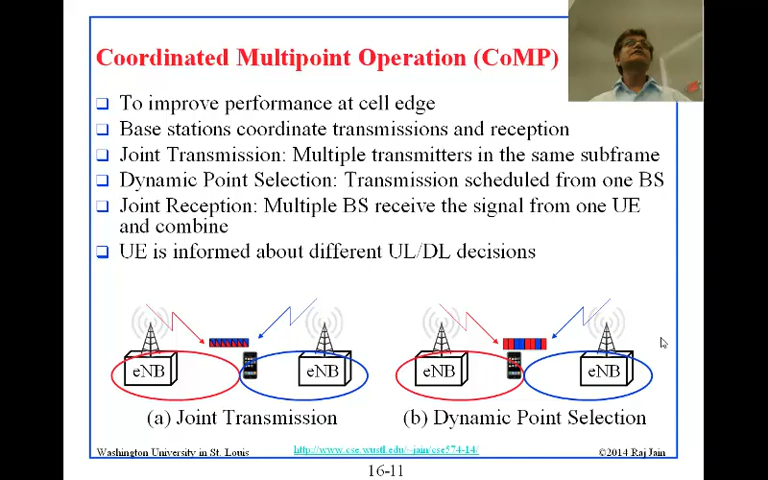 Coordinated Multipoint Operation (CoMP)
To improve performance at cell edge
Base stations coordinate transmissions and reception
Joint Transmission: Multiple transmitters in the same subframe
Dynamic Point Selection: Transmission scheduled from one BS
Joint Reception: Multiple BS receive the signal from one UE
and combine
UE is informed about different UL/DL decisions
eNB eNB eNB eNB
(a) Joint Transmission (b) Dynamic Point Selection
Washington University in St. Louis http://www.cse.wustl.edu/~jain/cse574-14/ ©2014 Raj Jain
16-11